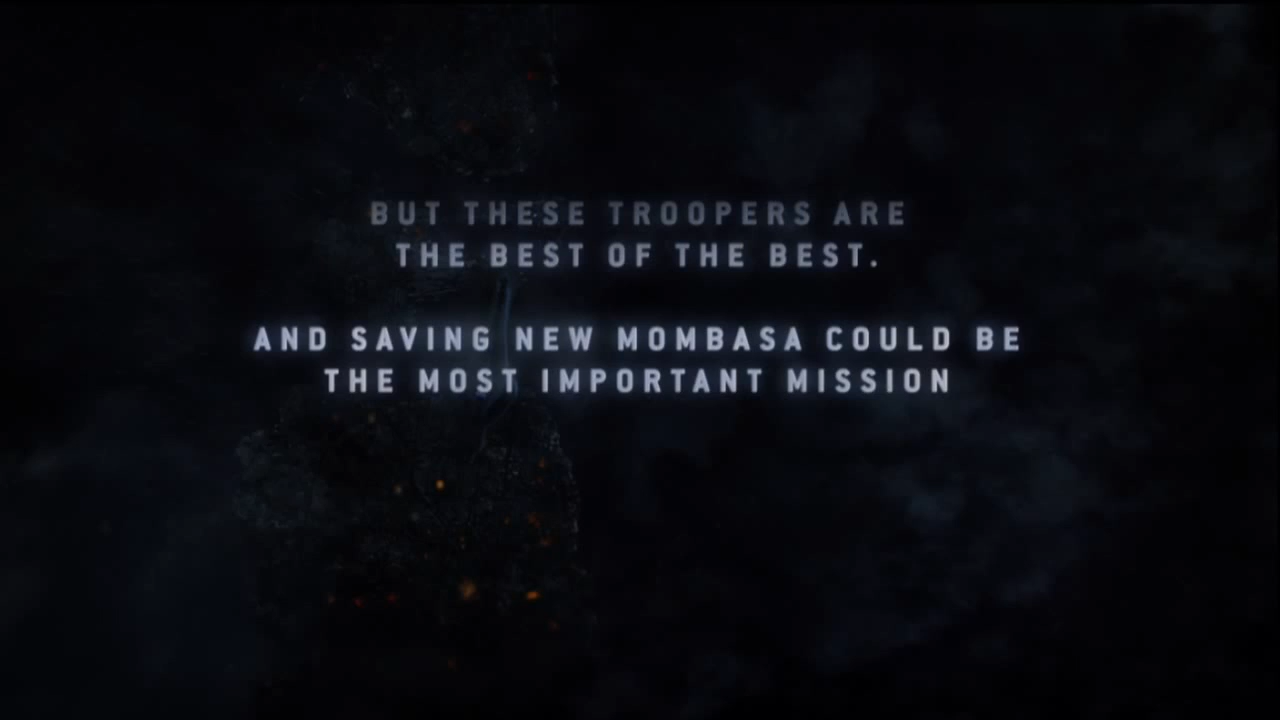 BUT THESE TROOPERS ARE
THE BEST OF THE BEST.
AND SAVING NEW MOMBASA COULD BE
THE MOST IMPORTANT MISSION